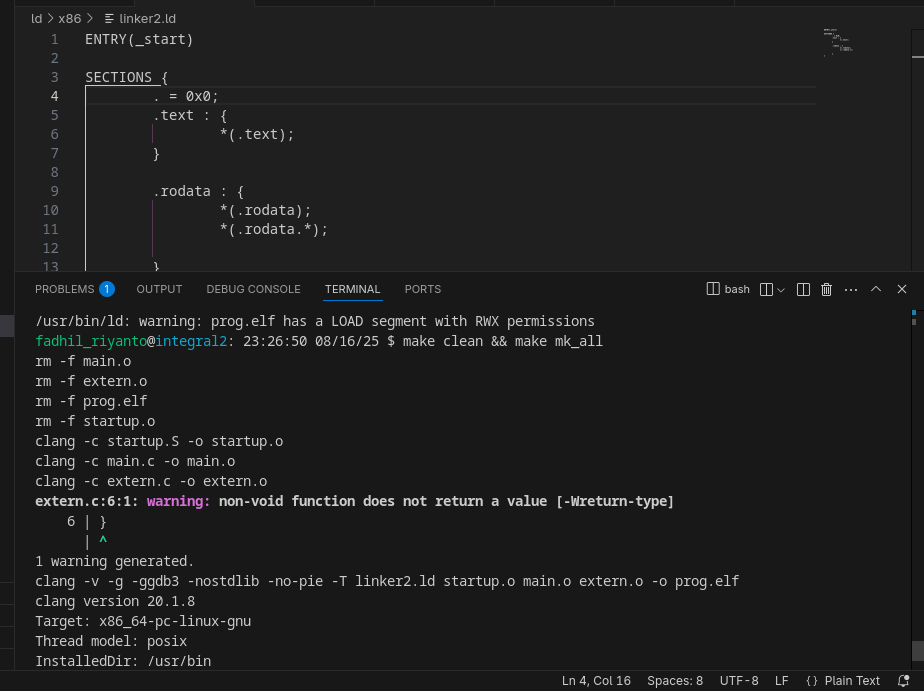 ld > x86 > linker2.ld
1 ENTRY(_start)
2
3 SECTIONS {
4 . = 0x0;
5 .text : {
6 *(.text);
7 }
8
9 .rodata : {
10 *(.rodata);
11 *(.rodata.*);
12
13 }
PROBLEMS 1 OUTPUT DEBUG CONSOLE TERMINAL PORTS bash
/usr/bin/ld: warning: prog.elf has a LOAD segment with RWX permissions
fadhil_riyanto@integral2: 23:26:50 08/16/25 $ make clean && make mk_all
rm -f main.o
rm -f extern.o
rm -f prog.elf
rm -f startup.o
clang -c startup.S -o startup.o
clang -c main.c -o main.o
clang -c extern.c -o extern.o
extern.c:6:1: warning: non-void function does not return a value [-Wreturn-type]
6 | }
| ^
1 warning generated.
clang -v -g -ggdb3 -nostdlib -no-pie -T linker2.ld startup.o main.o extern.o -o prog.elf
clang version 20.1.8
Target: x86_64-pc-linux-gnu
Thread model: posix
InstalledDir: /usr/bin
Ln 4, Col 16 Spaces: 8 UTF-8 LF {} Plain Text